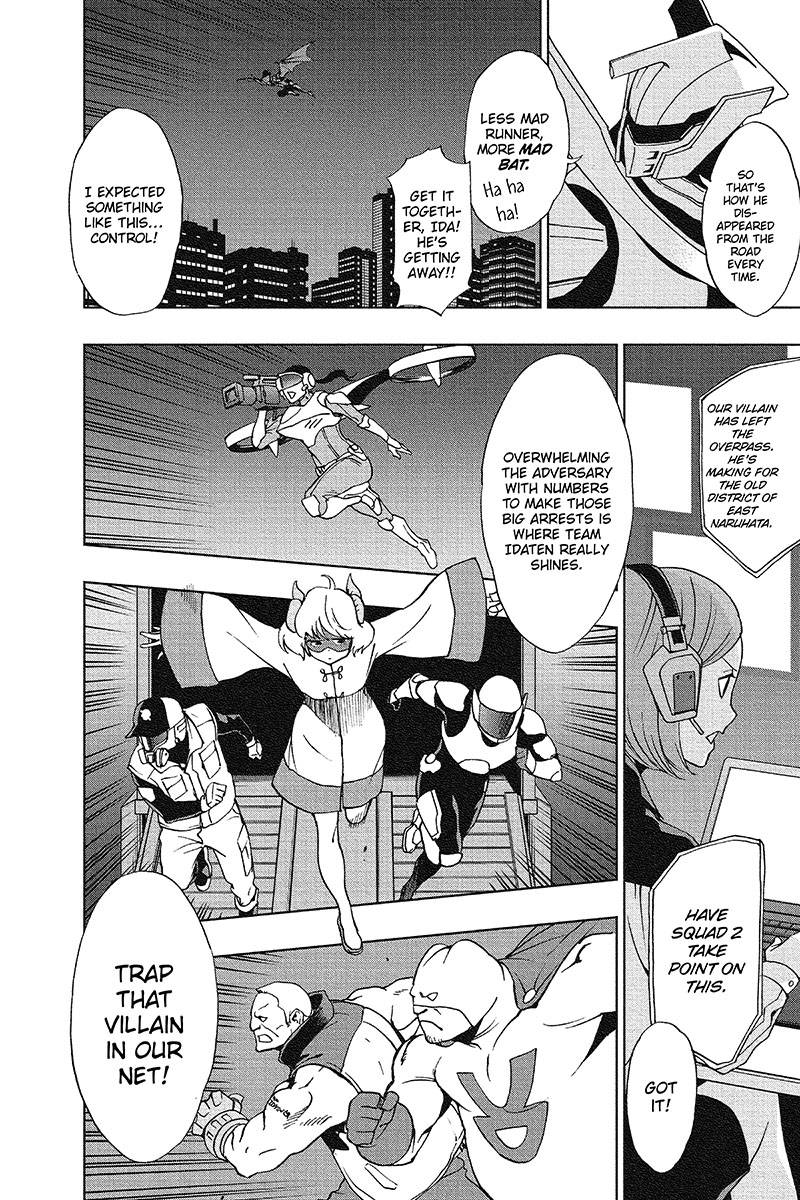 SO
THAT'S
HOW HE
DIS-
APPEARED
FROM THE
ROAD
EVERY
TIME.
LESS MAD
RUNNER,
MORE MAD
BAT.
Ha ha
ha!
GET IT
TOGETH-
ER, IDA!
HE'S
GETTING
AWAY!!
I EXPECTED
SOMETHING
LIKE THIS...
CONTROL!
OUR VILLAIN
HAS LEFT
THE
OVERPASS.
HE'S
MAKING FOR
THE OLD
DISTRICT OF
EAST
NARUHATA.
HAVE
SQUAD 2
TAKE
POINT ON
THIS.
GOT
IT!
OVERWHELMING
THE ADVERSARY
WITH NUMBERS
TO MAKE THOSE
BIG ARRESTS IS
WHERE TEAM
IDATEN REALLY
SHINES.
TRAP
THAT
VILLAIN
IN OUR
NET!